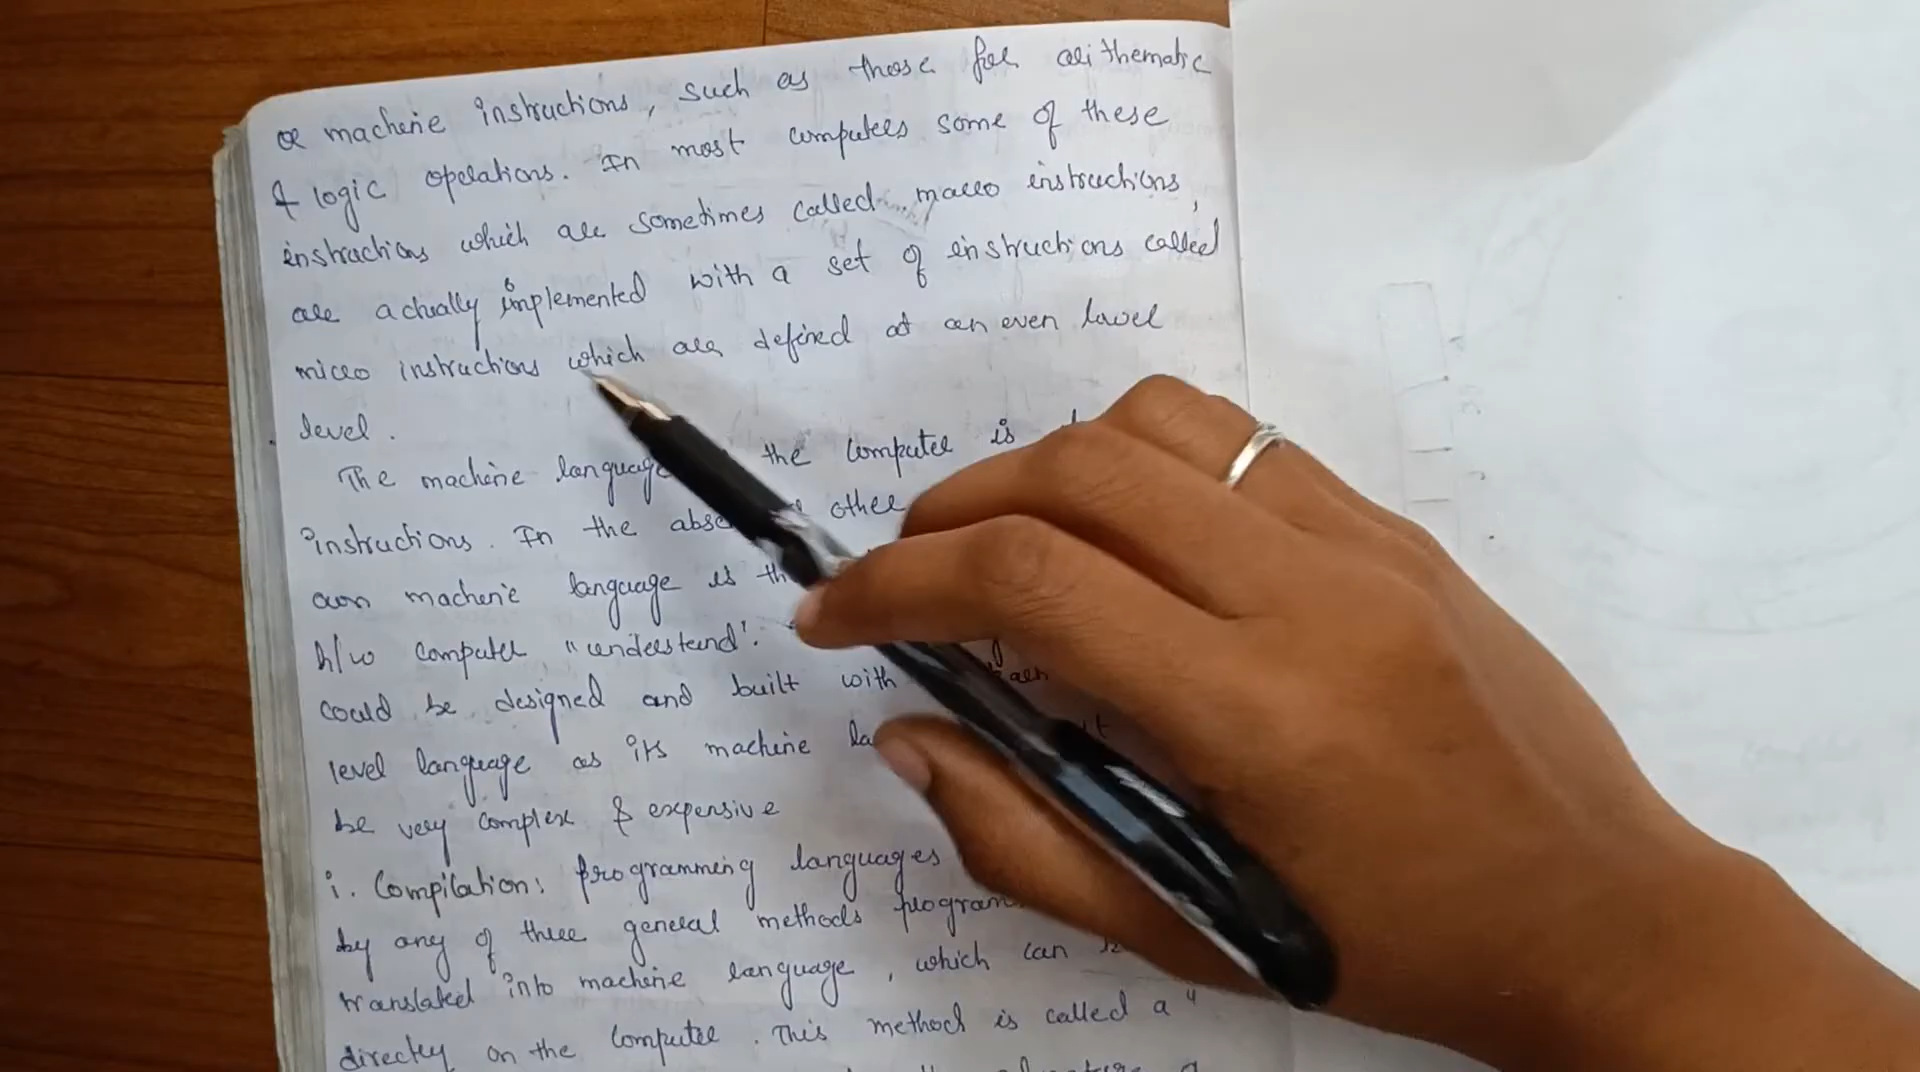 or machine instructions, such as those for arithematic
& logic operations. In most computers some of these
instructions which are sometimes called macro instructions,
are actually implemented with a set of instructions called
micro instructions which are defined at an even lower
level.
The machine language the computer is
instructions. In the other
own machine language is
h/w computer "understand".
could be designed and built with
level language as its machine
be very complex & expensive
i. Compilation: programming languages
by any of three general methods
translated into machine language, which can
directly on the computer. This method is called a "